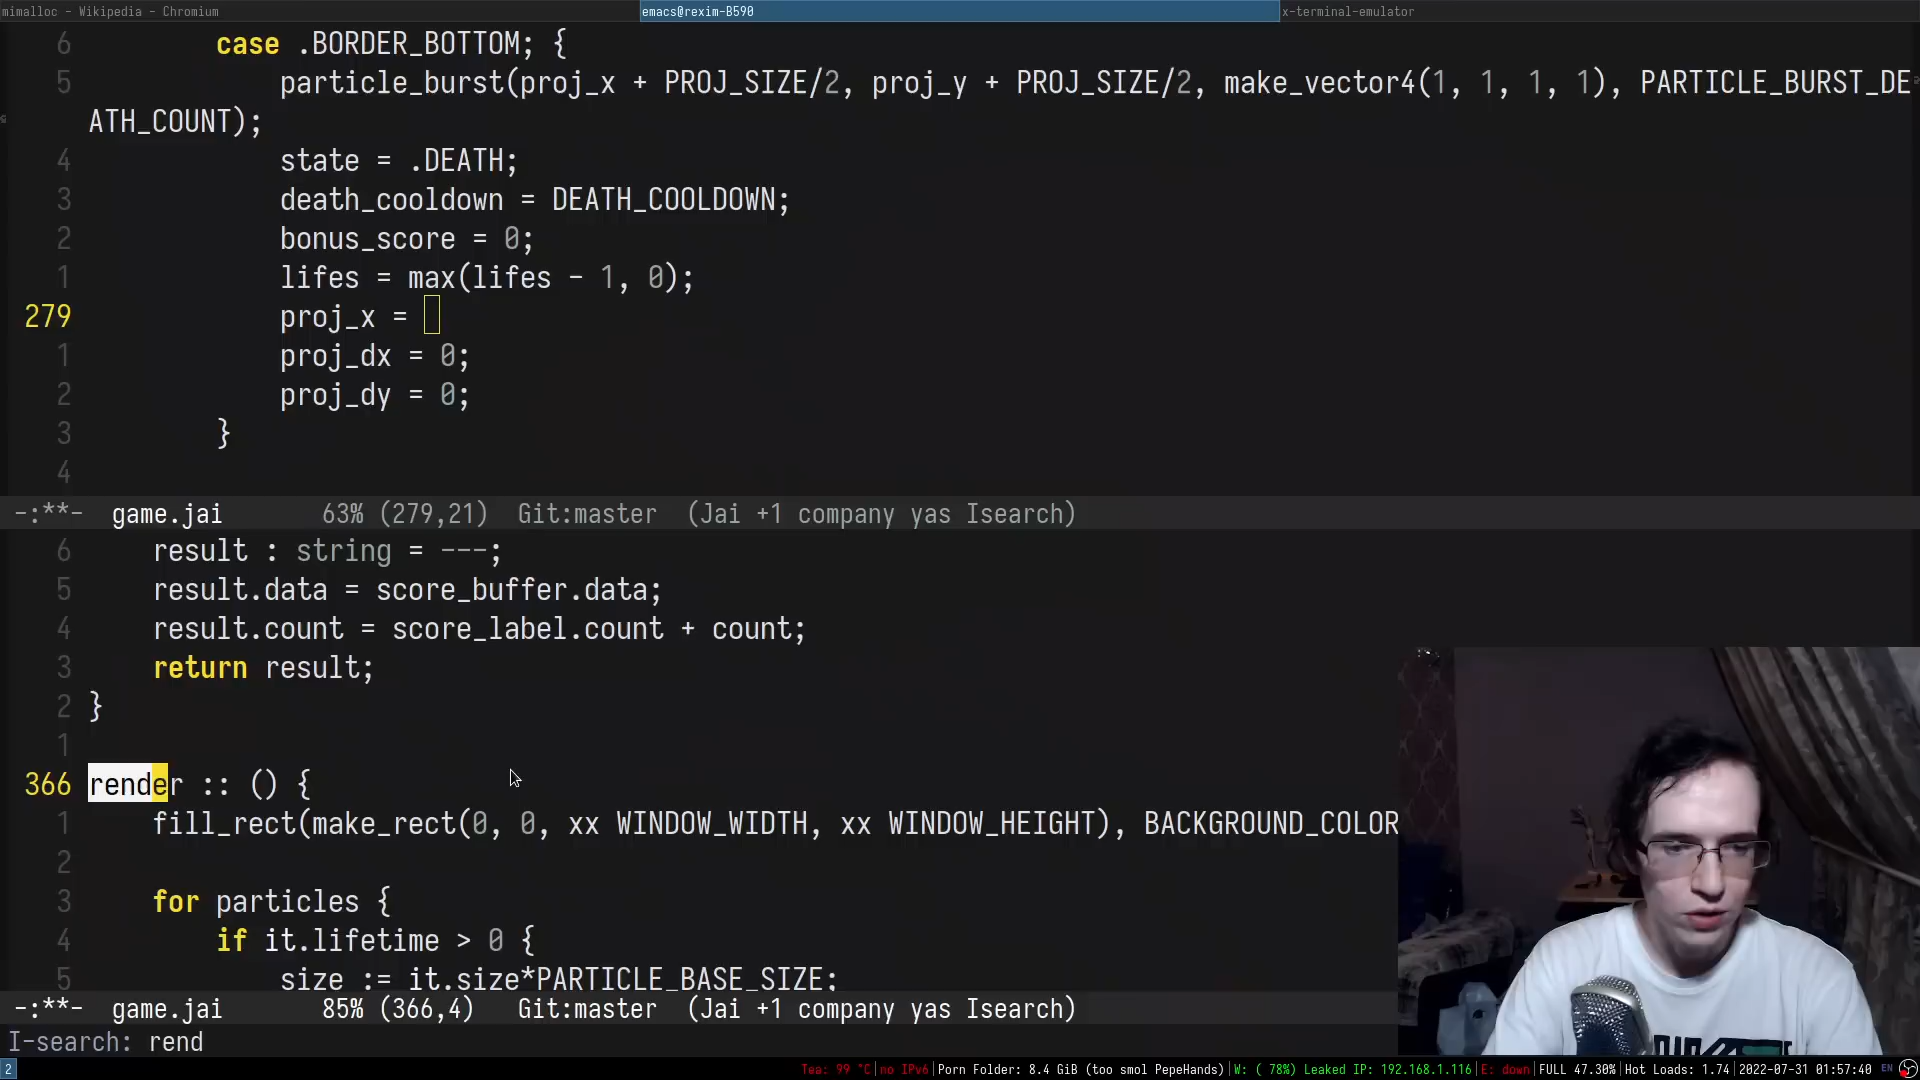 mimalloc - Wikipedia - Chromium
emacs@rexim-B590
x-terminal-emulator
6 case .BORDER_BOTTOM; {
5 particle_burst(proj_x + PROJ_SIZE/2, proj_y + PROJ_SIZE/2, make_vector4(1, 1, 1, 1), PARTICLE_BURST_DE
ATH_COUNT);
4 state = .DEATH;
3 death_cooldown = DEATH_COOLDOWN;
2 bonus_score = 0;
1 lifes = max(lifes - 1, 0);
279 proj_x =
1 proj_dx = 0;
2 proj_dy = 0;
3 }
4
-:**- game.jai 63% (279,21) Git:master (Jai +1 company yas Isearch)
6 result : string = ---;
5 result.data = score_buffer.data;
4 result.count = score_label.count + count;
3 return result;
2 }
1
366 render :: () {
1 fill_rect(make_rect(0, 0, xx WINDOW_WIDTH, xx WINDOW_HEIGHT), BACKGROUND_COLOR
2
3 for particles {
4 if it.lifetime > 0 {
5 size := it.size*PARTICLE_BASE_SIZE;
-:**- game.jai 85% (366,4) Git:master (Jai +1 company yas Isearch)
I-search: rend
2 Tea: 99 °C|no IPv6|Porn Folder: 8.4 GiB (too smol PepeHands)|W: ( 78%) Leaked IP: 192.168.1.116|E: down|FULL 47.30%|Hot Loads: 1.74|2022-07-31 01:57:40 EN